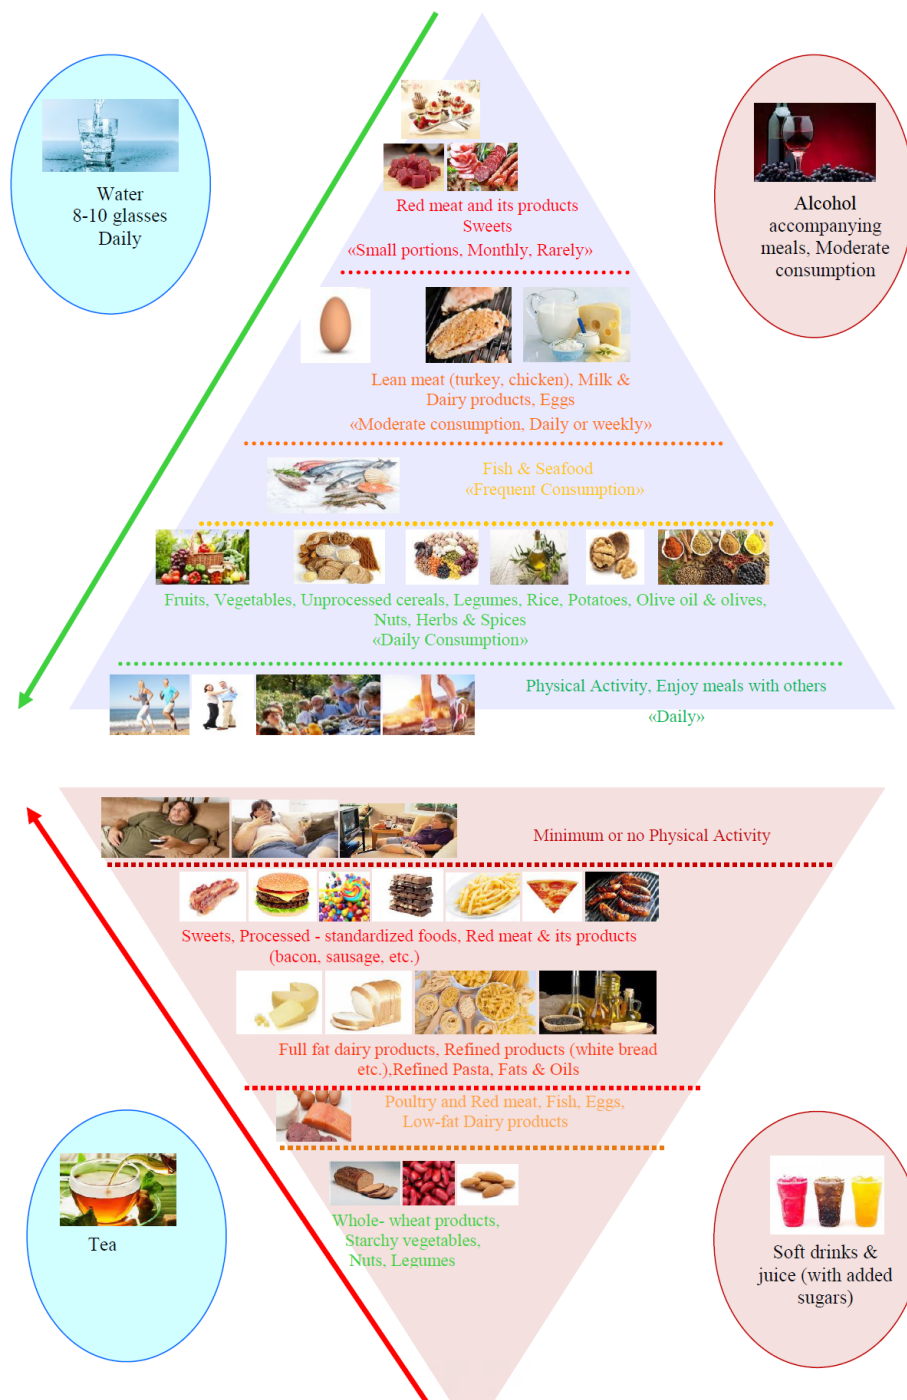 Water
8-10 glasses
Daily
Alcohol
accompanying
meals, Moderate
consumption
Red meat and its products
Sweets
«Small portions, Monthly, Rarely»
Lean meat (turkey, chicken), Milk &
Dairy products, Eggs
«Moderate consumption, Daily or weekly»
Fish & Seafood
«Frequent Consumption»
Fruits, Vegetables, Unprocessed cereals, Legumes, Rice, Potatoes, Olive oil & olives,
Nuts, Herbs & Spices
«Daily Consumption»
Physical Activity, Enjoy meals with others
«Daily»
Minimum or no Physical Activity
Sweets, Processed - standardized foods, Red meat & its products
(bacon, sausage, etc.)
Full fat dairy products, Refined products (white bread
etc.),Refined Pasta, Fats & Oils
Poultry and Red meat, Fish, Eggs,
Low-fat Dairy products
Whole- wheat products,
Starchy vegetables,
Nuts, Legumes
Tea
Soft drinks &
juice (with added
sugars)